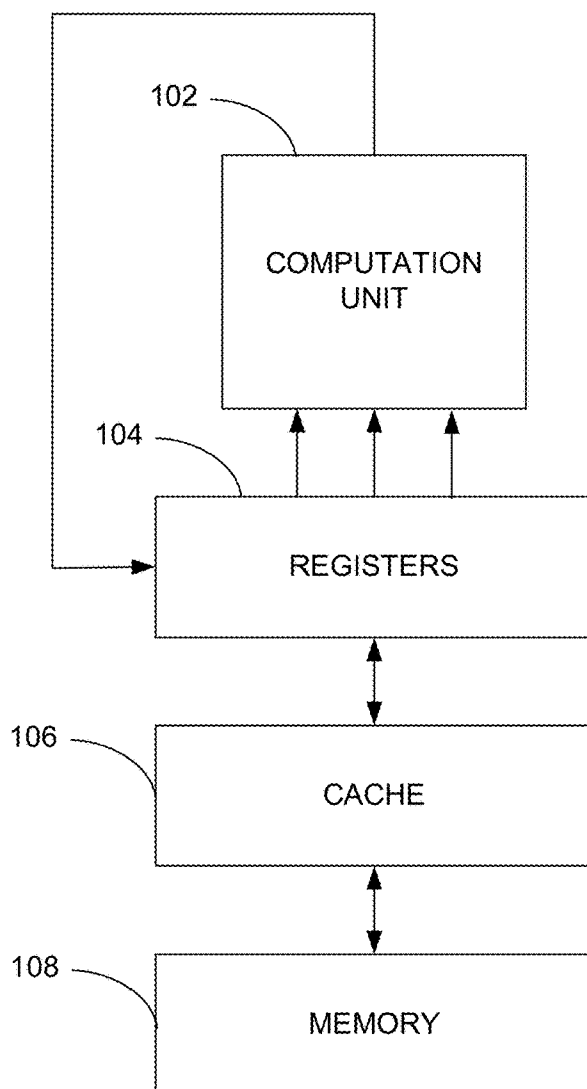 102
COMPUTATION
UNIT
104
REGISTERS
106
CACHE
108
MEMORY